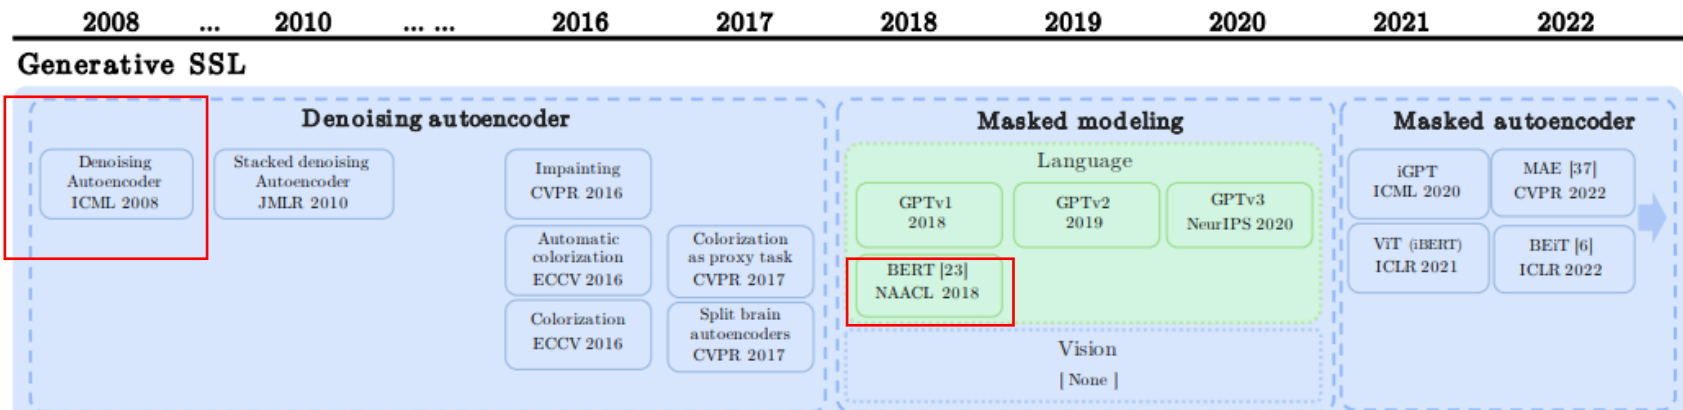 2008 ... 2010 ... ... 2016 2017 2018 2019 2020 2021 2022
Generative SSL
Denoising autoencoder
Denoising
Autoencoder
ICML 2008
Stacked denoising
Autoencoder
JMLR 2010
Impainting
CVPR 2016
Automatic
colorization
ECCV 2016
Colorization
as proxy task
CVPR 2017
Colorization
ECCV 2016
Split brain
autoencoders
CVPR 2017
Masked modeling
Language
GPTv1
2018
GPTv2
2019
GPTv3
NeurIPS 2020
BERT [23]
NAACL 2018
Vision
[ None ]
Masked autoencoder
iGPT
ICML 2020
MAE [37]
CVPR 2022
ViT (iBERT)
ICLR 2021
BEiT [6]
ICLR 2022